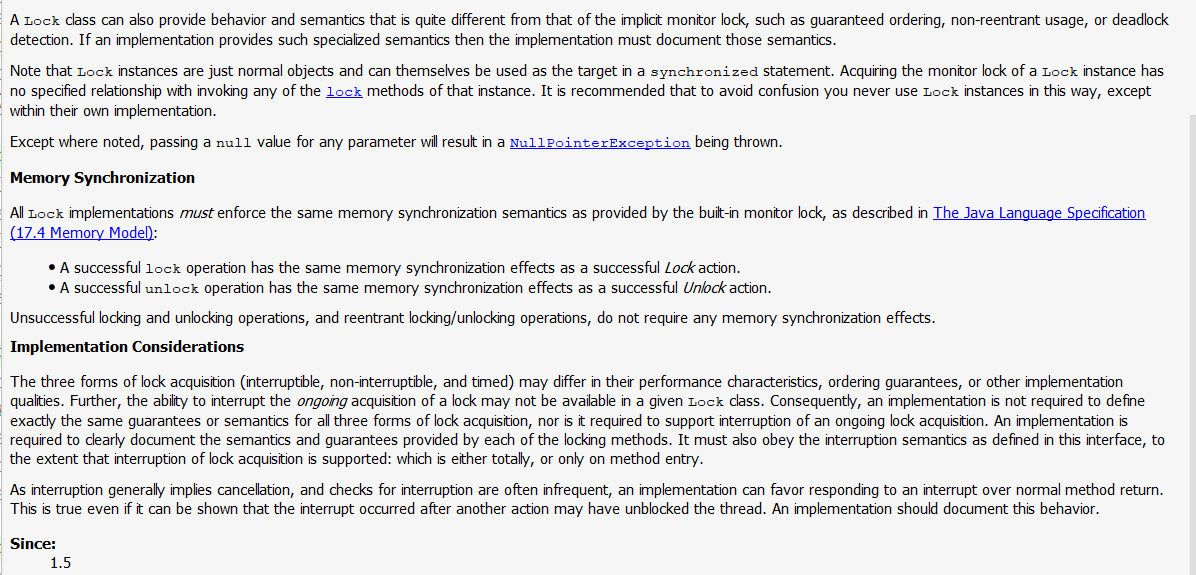 A Lock class can also provide behavior and semantics that is quite different from that of the implicit monitor lock, such as guaranteed ordering, non-reentrant usage, or deadlock
detection. If an implementation provides such specialized semantics then the implementation must document those semantics.
Note that Lock instances are just normal objects and can themselves be used as the target in a synchronized statement. Acquiring the monitor lock of a Lock instance has
no specified relationship with invoking any of the lock methods of that instance. It is recommended that to avoid confusion you never use Lock instances in this way, except
within their own implementation.
Except where noted, passing a null value for any parameter will result in a NullPointerException being thrown.
Memory Synchronization
All Lock implementations must enforce the same memory synchronization semantics as provided by the built-in monitor lock, as described in The Java Language Specification
(17.4 Memory Model):
• A successful lock operation has the same memory synchronization effects as a successful Lock action.
• A successful unlock operation has the same memory synchronization effects as a successful Unlock action.
Unsuccessful locking and unlocking operations, and reentrant locking/unlocking operations, do not require any memory synchronization effects.
Implementation Considerations
The three forms of lock acquisition (interruptible, non-interruptible, and timed) may differ in their performance characteristics, ordering guarantees, or other implementation
qualities. Further, the ability to interrupt the ongoing acquisition of a lock may not be available in a given Lock class. Consequently, an implementation is not required to define
exactly the same guarantees or semantics for all three forms of lock acquisition, nor is it required to support interruption of an ongoing lock acquisition. An implementation is
required to clearly document the semantics and guarantees provided by each of the locking methods. It must also obey the interruption semantics as defined in this interface, to
the extent that interruption of lock acquisition is supported: which is either totally, or only on method entry.
As interruption generally implies cancellation, and checks for interruption are often infrequent, an implementation can favor responding to an interrupt over normal method return.
This is true even if it can be shown that the interrupt occurred after another action may have unblocked the thread. An implementation should document this behavior.
Since:
1.5